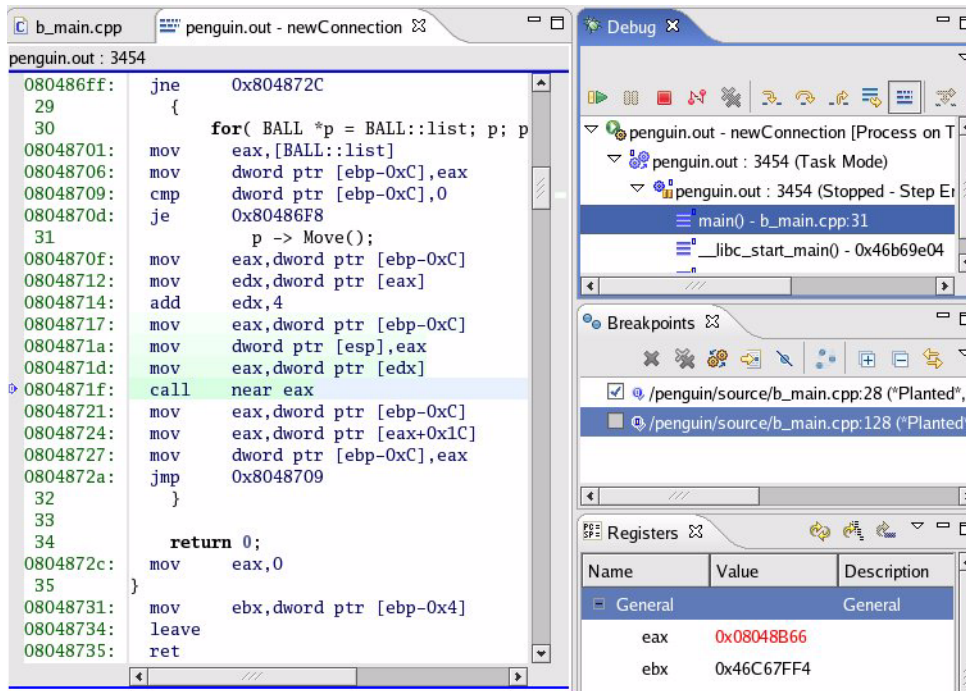 b_main.cpp penguin.out - newConnection
penguin.out : 3454
080486ff: jne 0x804872C
29 {
30 for( BALL *p = BALL::list; p; p
08048701: mov eax,[BALL::list]
08048706: mov dword ptr [ebp-0xC],eax
08048709: cmp dword ptr [ebp-0xC],0
0804870d: je 0x80486F8
31 p -> Move();
0804870f: mov eax,dword ptr [ebp-0xC]
08048712: mov edx,dword ptr [eax]
08048714: add edx,4
08048717: mov eax,dword ptr [ebp-0xC]
0804871a: mov dword ptr [esp],eax
0804871d: mov eax,dword ptr [edx]
0804871f: call near eax
08048721: mov eax,dword ptr [ebp-0xC]
08048724: mov eax,dword ptr [eax+0x1C]
08048727: mov dword ptr [ebp-0xC],eax
0804872a: jmp 0x8048709
32 }
33
34 return 0;
0804872c: mov eax,0
35 }
08048731: mov ebx,dword ptr [ebp-0x4]
08048734: leave
08048735: ret
Debug
penguin.out - newConnection [Process on T
penguin.out : 3454 (Task Mode)
penguin.out : 3454 (Stopped - Step Er
main() - b_main.cpp:31
__libc_start_main() - 0x46b69e04
Breakpoints
/penguin/source/b_main.cpp:28 (*Planted*,
/penguin/source/b_main.cpp:128 (*Planted*
Registers
Name Value Description
General General
eax 0x08048B66
ebx 0x46C67FF4